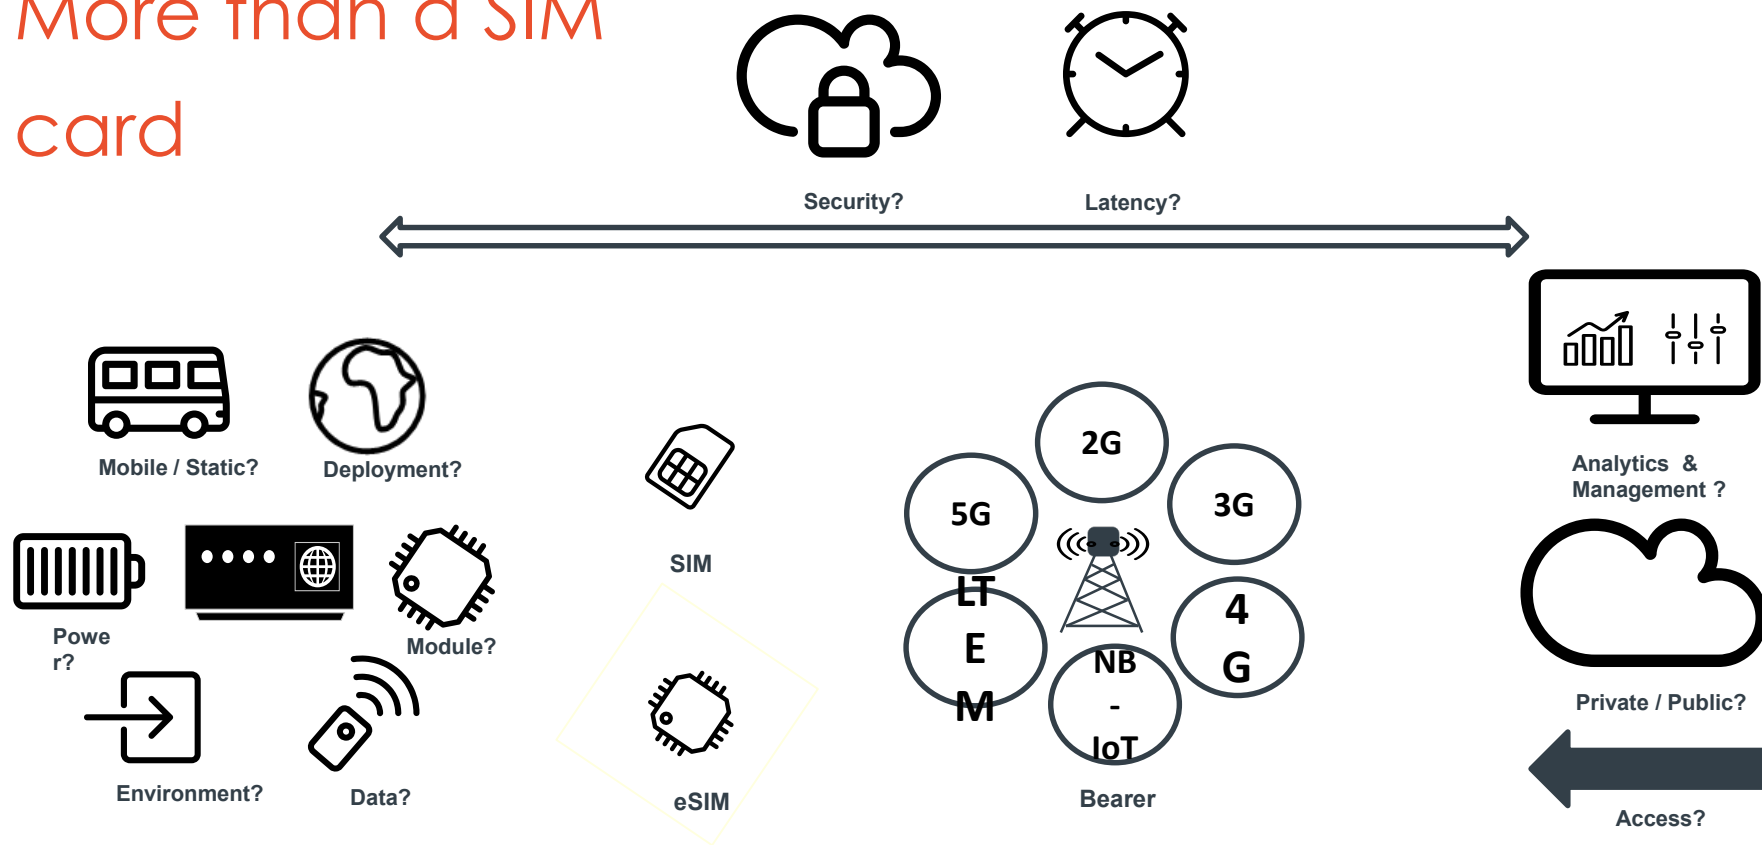 More than a SIM
card
Security?
Latency?
Mobile / Static?
Deployment?
Powe
r?
Module?
Environment?
Data?
SIM
eSIM
2G
5G
3G
LT
E
M
4
G
NB
-
IoT
Bearer
Analytics &
Management ?
Private / Public?
Access?